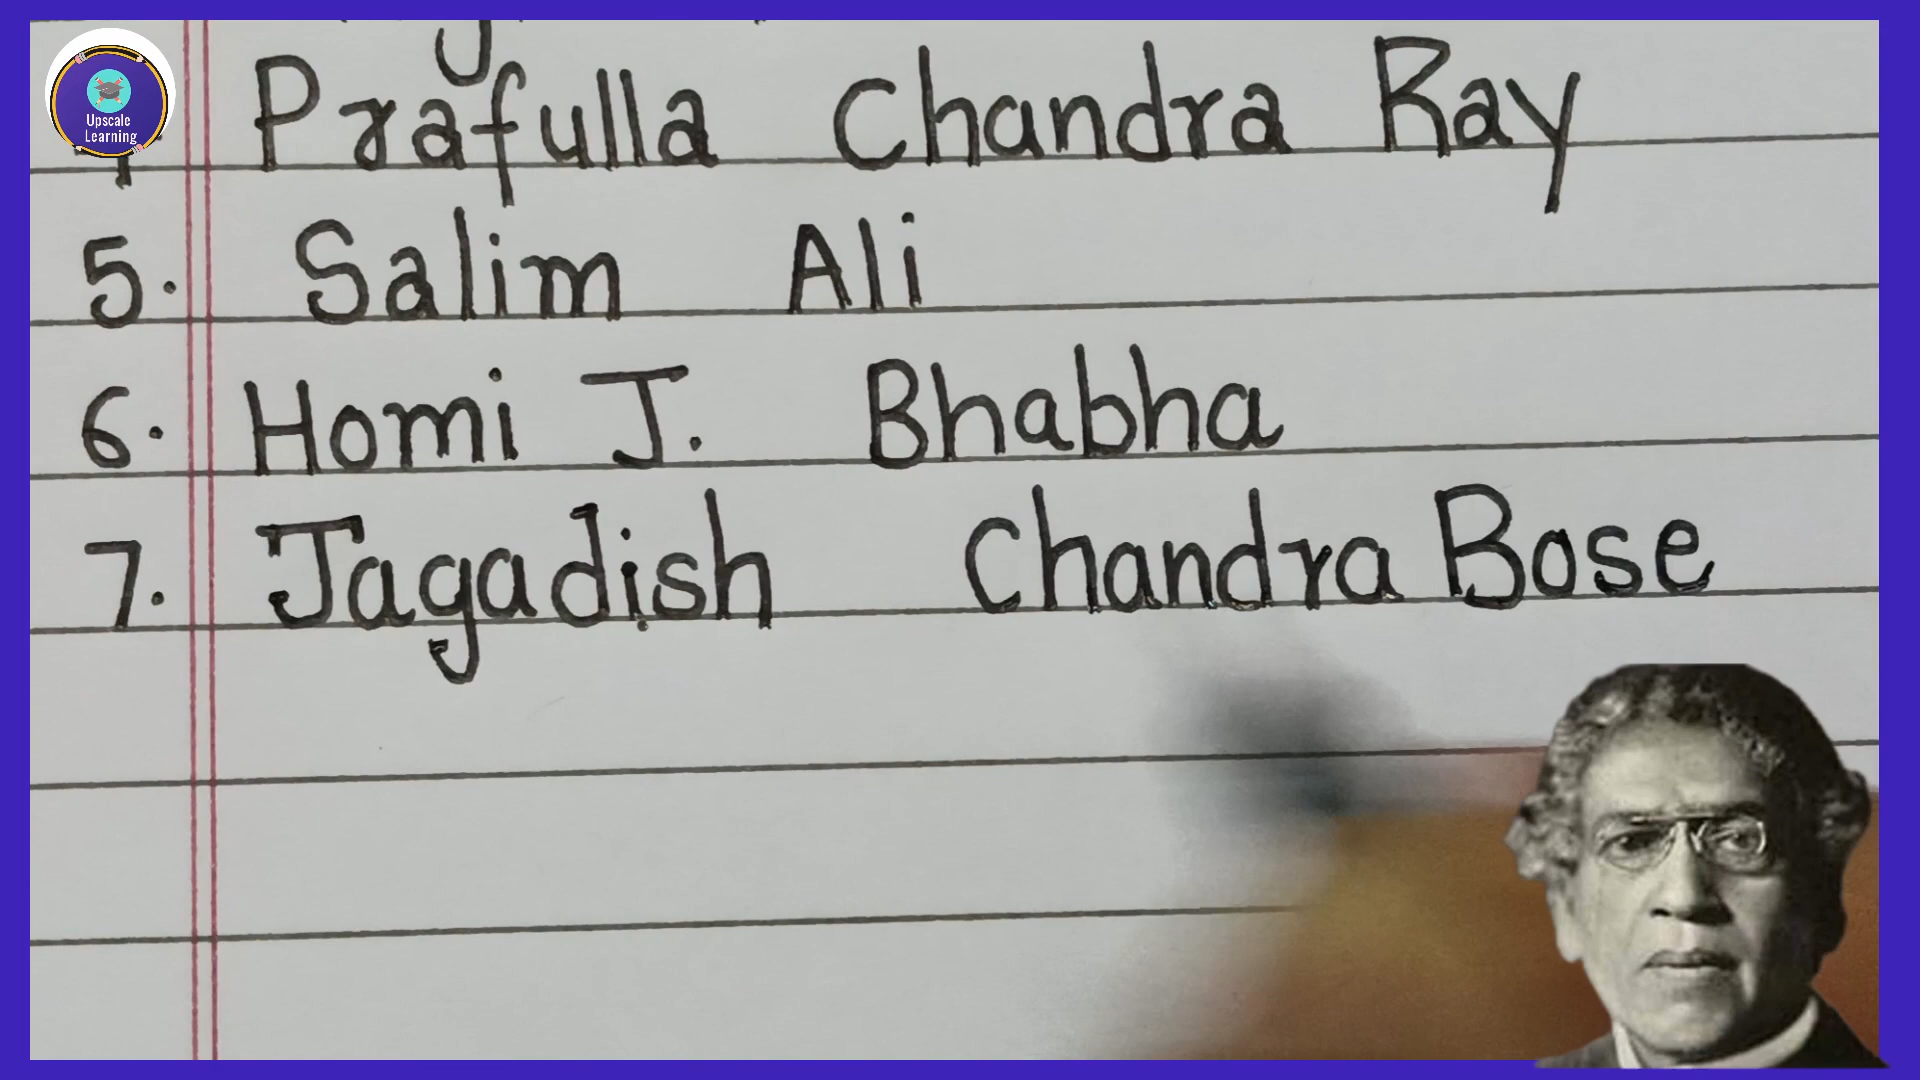 Upscale
Learning
Prafulla Chandra Ray
5. Salim Ali
6. Homi J. Bhabha
7. Jagadish Chandra Bose